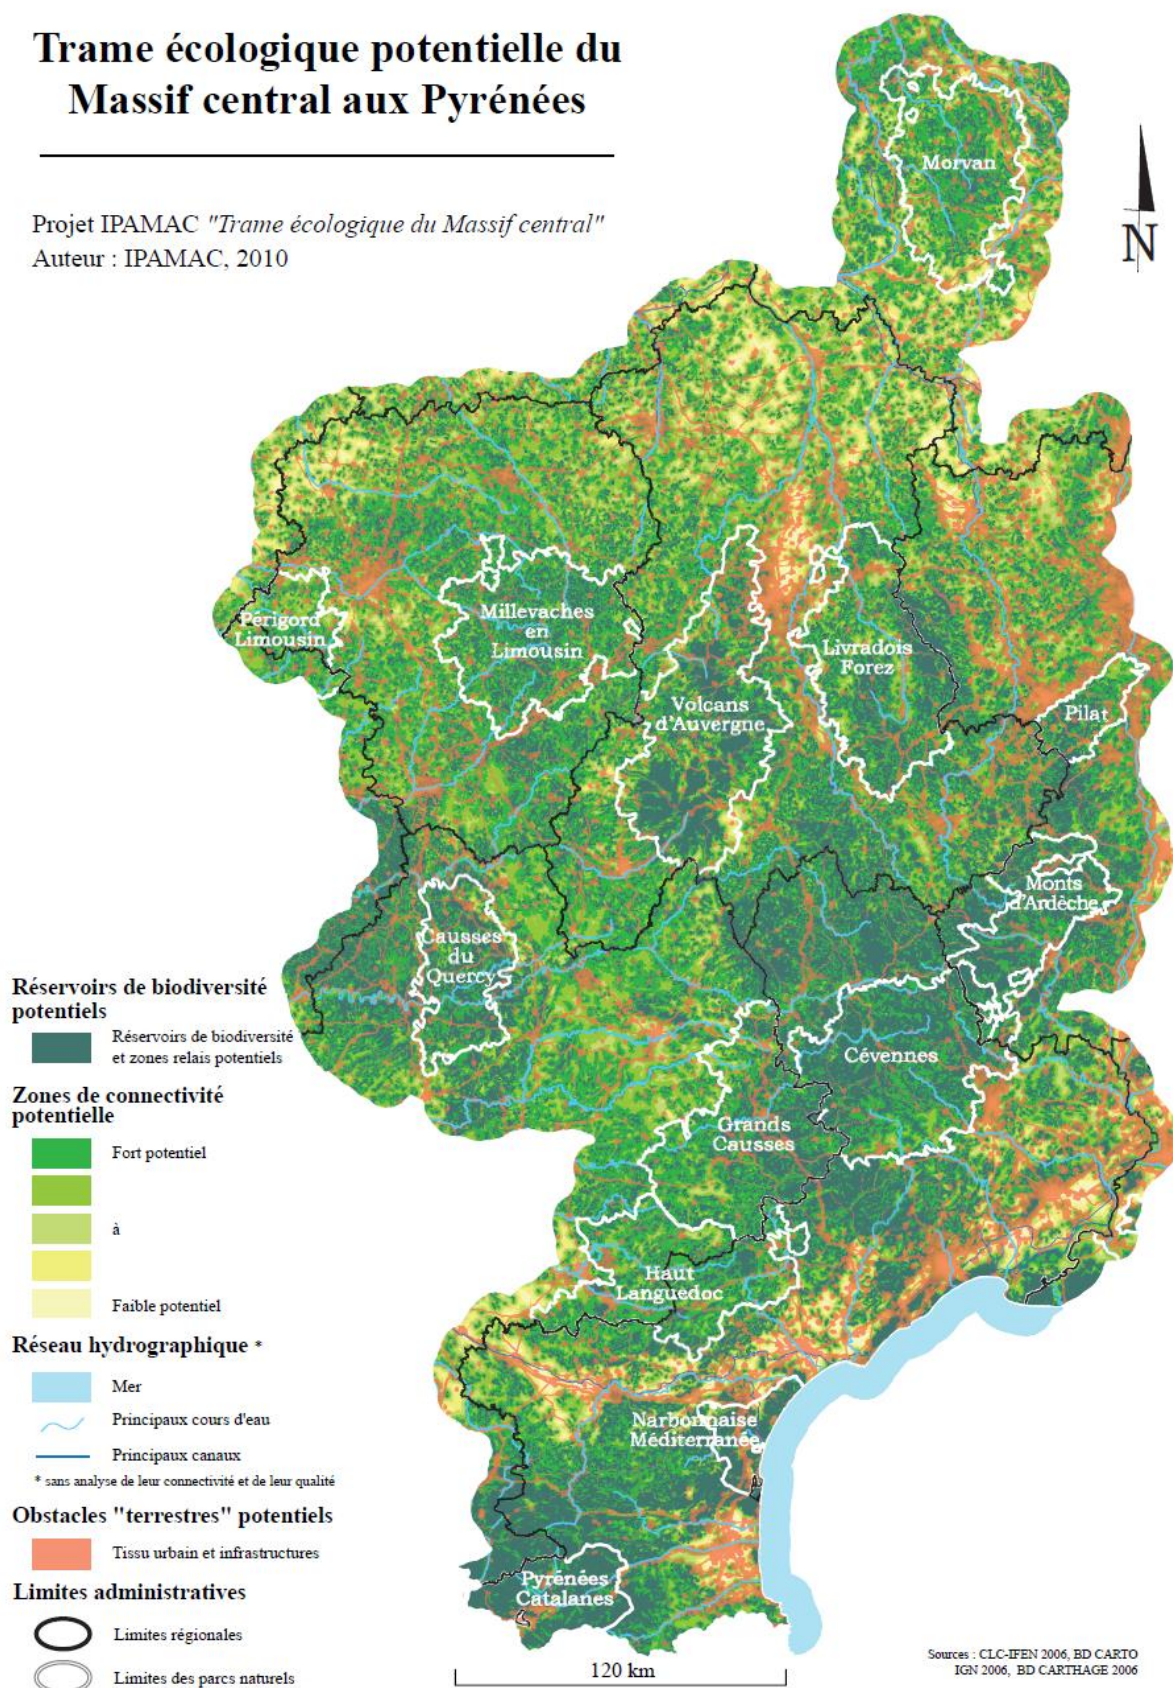 Trame écologique potentielle du
Massif central aux Pyrénées
Projet IPAMAC "Trame écologique du Massif central"
Auteur : IPAMAC, 2010
N
Morvan
Périgord
Limousin
Millevaches
en
Limousin
Livradois
Forez
Volcans
d'Auvergne
Pilat
Monts
d'Ardèche
Causses
du
Quercy
Cévennes
Grands
Causses
Haut
Languedoc
Narbonnaise
Méditerranée
Pyrénées
Catalanes
Réservoirs de biodiversité
potentiels
Réservoirs de biodiversité
et zones relais potentiels
Zones de connectivité
potentielle
Fort potentiel
à
Faible potentiel
Réseau hydrographique *
Mer
Principaux cours d'eau
Principaux canaux
* sans analyse de leur connectivité et de leur qualité
Obstacles "terrestres" potentiels
Tissu urbain et infrastructures
Limites administratives
Limites régionales
Limites des parcs naturels
120 km
Sources : CLC-IFEN 2006, BD CARTO
IGN 2006, BD CARTHAGE 2006